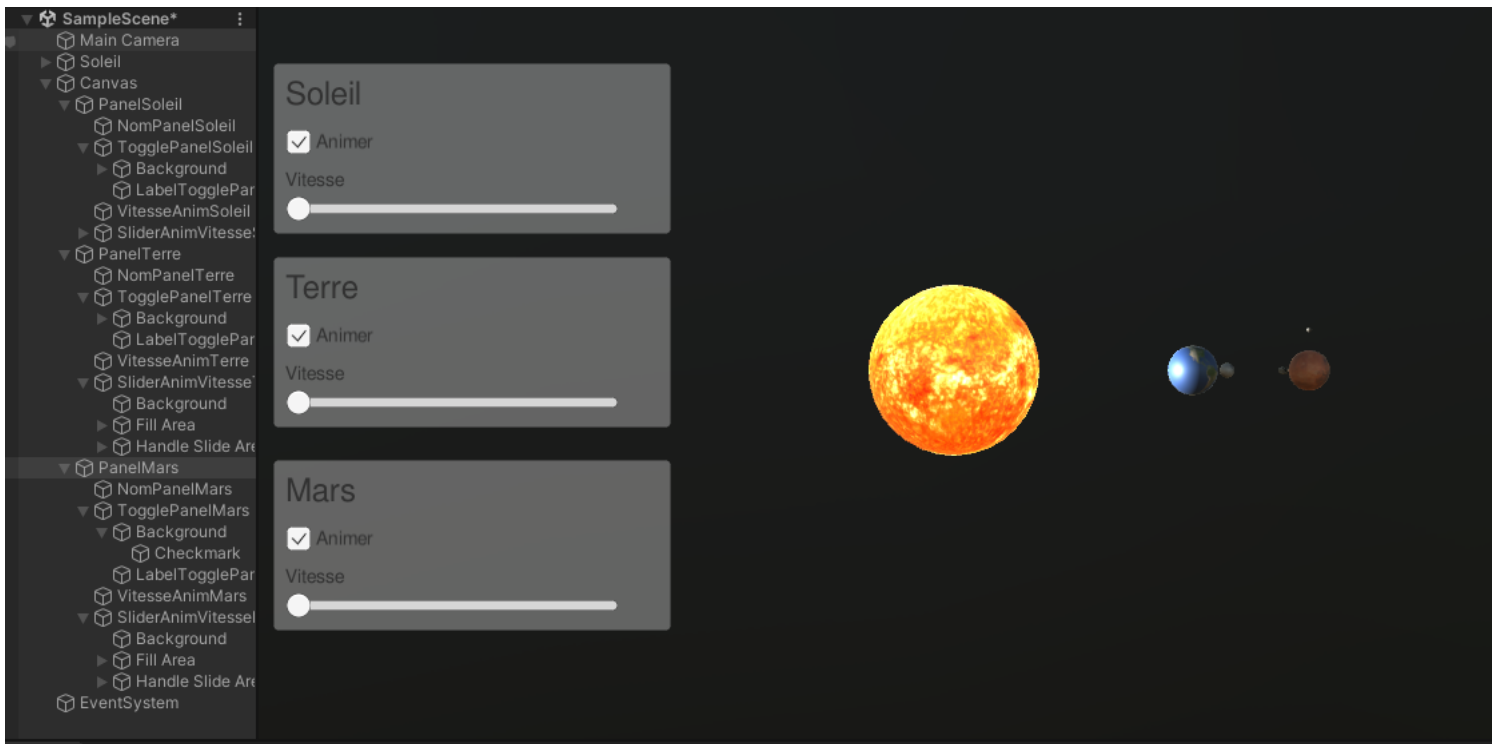 SampleScene*
Main Camera
Soleil
Canvas
PanelSoleil
NomPanelSoleil
TogglePanelSoleil
Background
LabelTogglePar
VitesseAnimSoleil
SliderAnimVitesseS
PanelTerre
NomPanelTerre
TogglePanelTerre
Background
LabelTogglePar
VitesseAnimTerre
SliderAnimVitesseT
Background
Fill Area
Handle Slide Are
PanelMars
NomPanelMars
TogglePanelMars
Background
Checkmark
LabelTogglePar
VitesseAnimMars
SliderAnimVitesse
Background
Fill Area
Handle Slide Are
EventSystem
Soleil
Animer
Vitesse
Terre
Animer
Vitesse
Mars
Animer
Vitesse